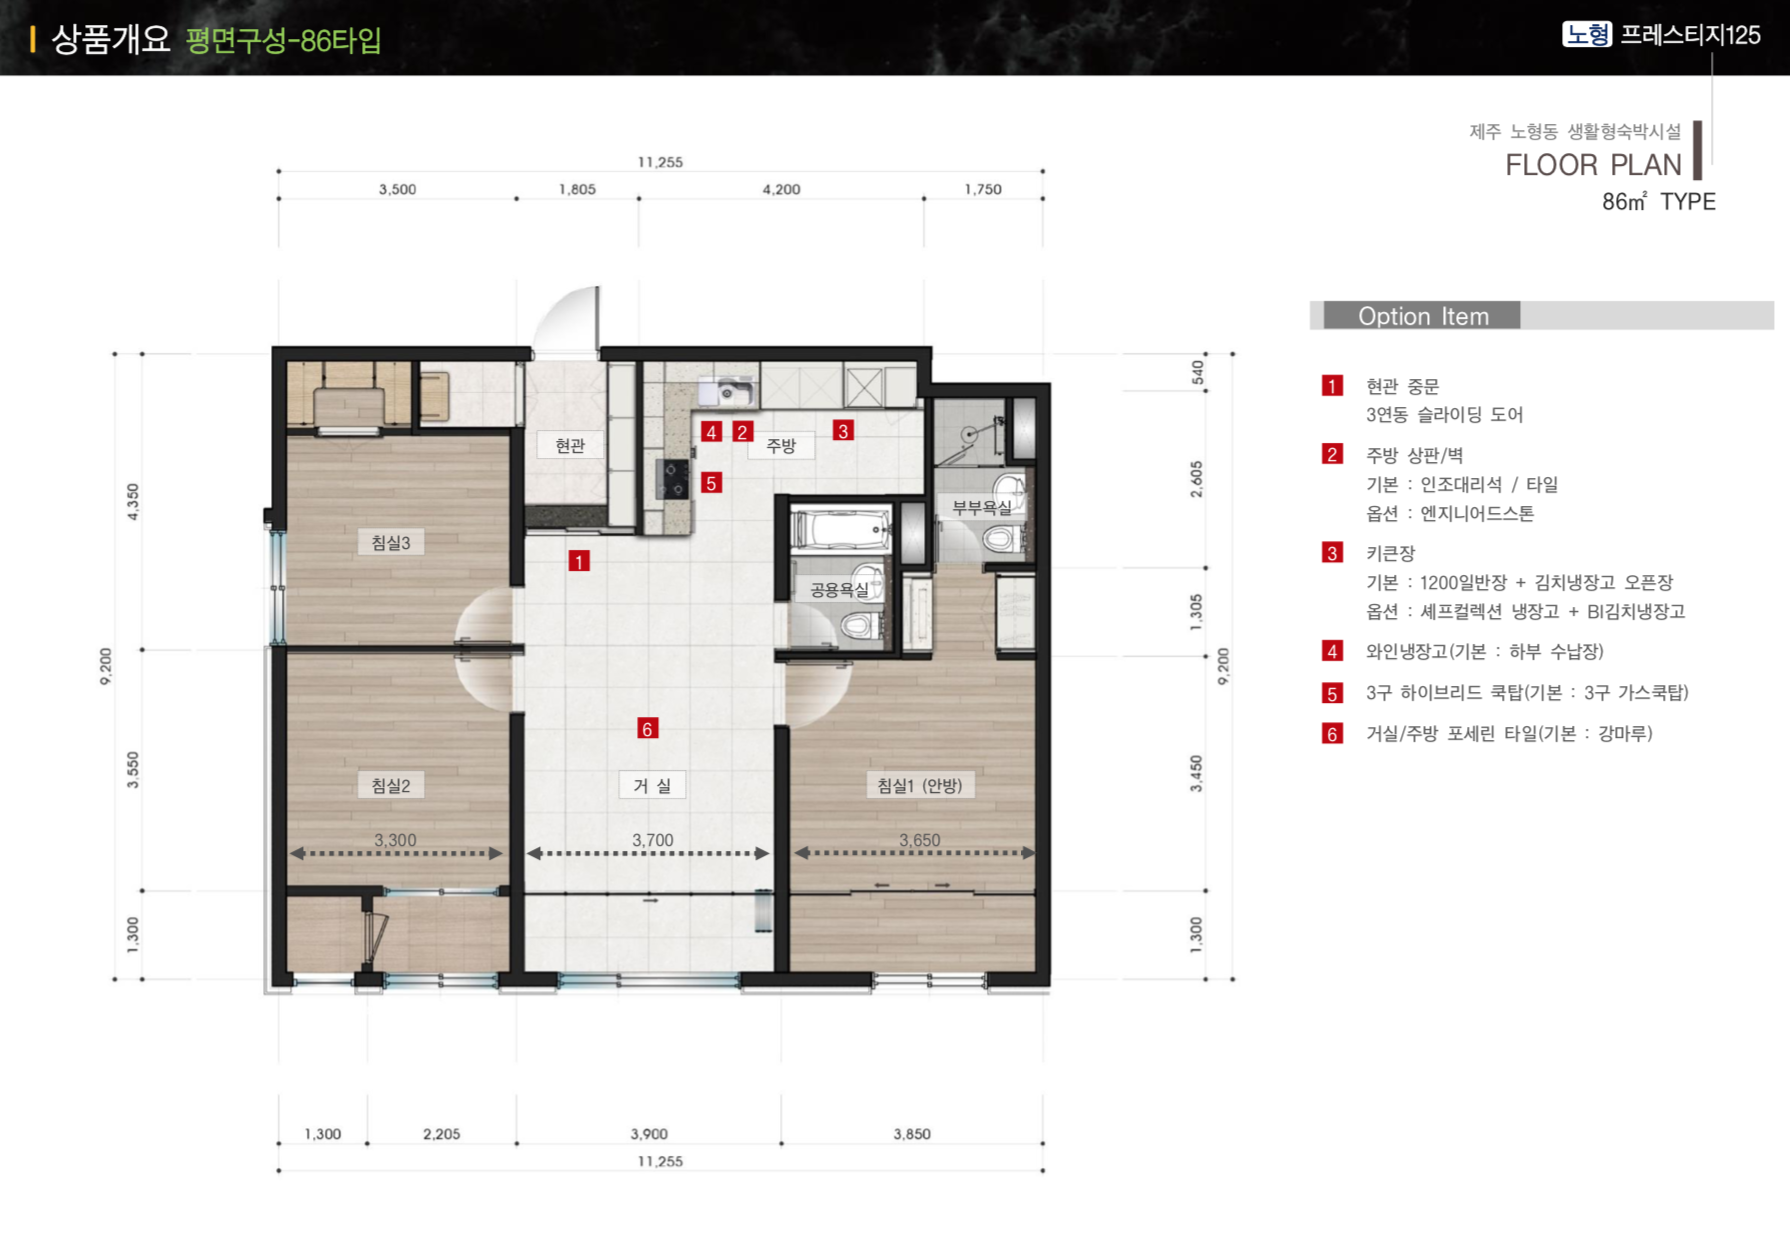 상품개요 평면구성-86타입
노형 프레스티지125
제주 노형동 생활형숙박시설
FLOOR PLAN
86㎡ TYPE
11,255
3,500 1,805 4,200 1,750
Option Item
1 현관 중문
3연동 슬라이딩 도어
2 주방 상판/벽
기본 : 인조대리석 / 타일
옵션 : 엔지니어드스톤
3 키큰장
기본 : 1200일반장 + 김치냉장고 오픈장
옵션 : 셰프컬렉션 냉장고 + BI김치냉장고
4 와인냉장고(기본 : 하부 수납장)
5 3구 하이브리드 쿡탑(기본 : 3구 가스쿡탑)
6 거실/주방 포세린 타일(기본 : 강마루)
9,200
4,350
3,550
1,300
540
2,605
1,305
3,450
1,300
9,200
현관
4 2 주방 3
5
부부욕실
침실3
1
공용욕실
6
침실2
거 실
침실1 (안방)
3,300
3,700
3,650
1,300 2,205 3,900 3,850
11,255